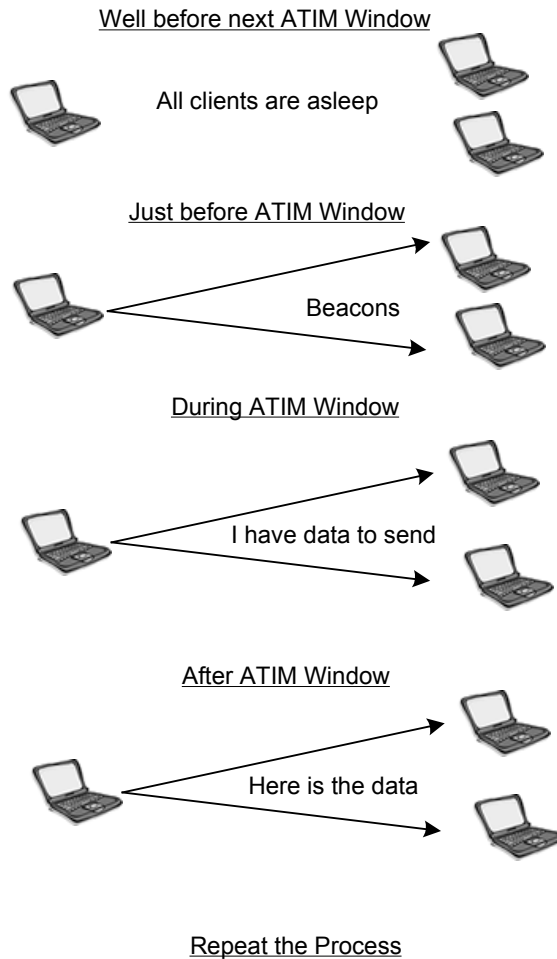 Well before next ATIM Window
All clients are asleep
Just before ATIM Window
Beacons
During ATIM Window
I have data to send
After ATIM Window
Here is the data
Repeat the Process